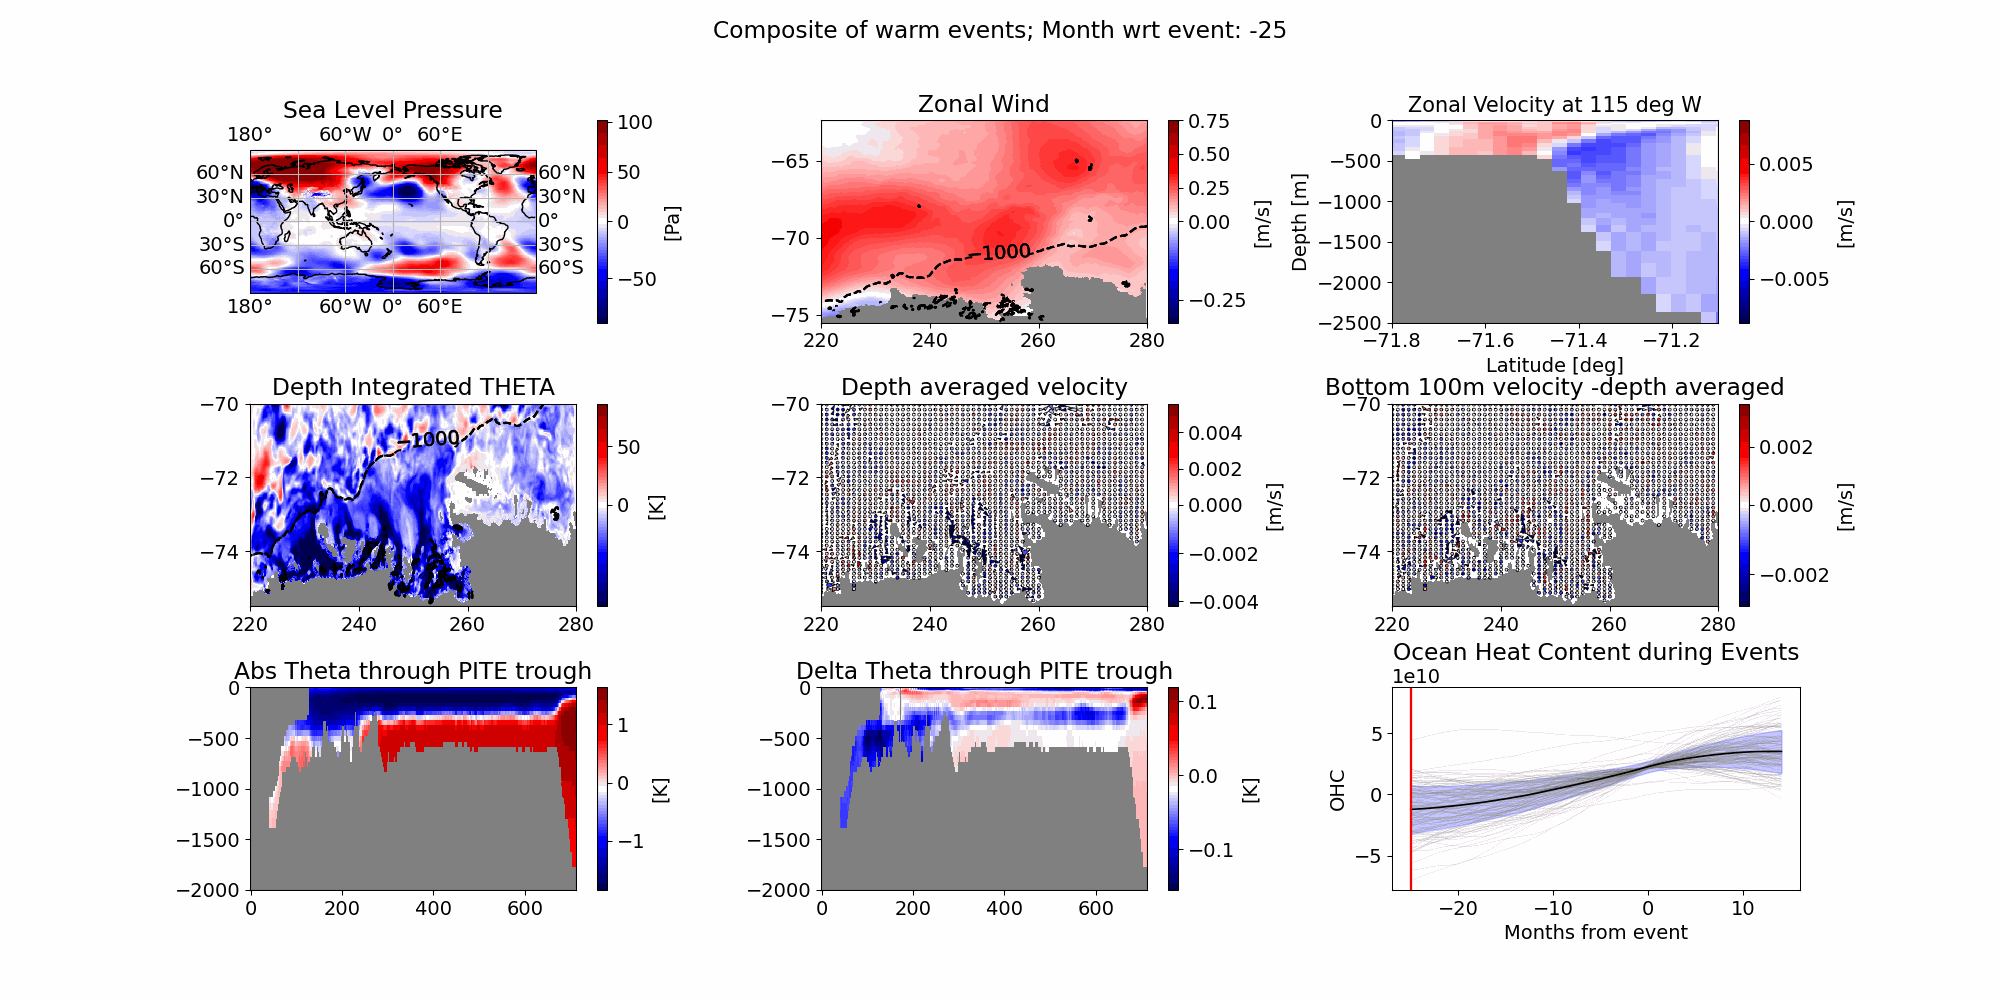 Composite of warm events; Month wrt event: -25
Sea Level Pressure
180° 60°W 0° 60°E
60°N
30°N
0°
30°S
60°S
60°N
30°N
0°
30°S
60°S
180° 60°W 0° 60°E
100
50
0
−50
[Pa]
Zonal Wind
−65
−70
−75
−1000
220 240 260 280
0.75
0.50
0.25
0.00
−0.25
[m/s]
Zonal Velocity at 115 deg W
Depth [m]
0
−500
−1000
−1500
−2000
−2500
−71.8 −71.6 −71.4 −71.2
Latitude [deg]
0.005
0.000
−0.005
[m/s]
Depth Integrated THETA
−70
−72
−74
−1000
220 240 260 280
50
0
[K]
Depth averaged velocity
−70
−72
−74
220 240 260 280
0.004
0.002
0.000
−0.002
−0.004
[m/s]
Bottom 100m velocity -depth averaged
−70
−72
−74
220 240 260 280
0.002
0.000
−0.002
[m/s]
Abs Theta through PITE trough
0
−500
−1000
−1500
−2000
0 200 400 600
1
0
−1
[K]
Delta Theta through PITE trough
0
−500
−1000
−1500
−2000
0 200 400 600
0.1
0.0
−0.1
[K]
Ocean Heat Content during Events
1e10
OHC
5
0
−5
−20 −10 0 10
Months from event